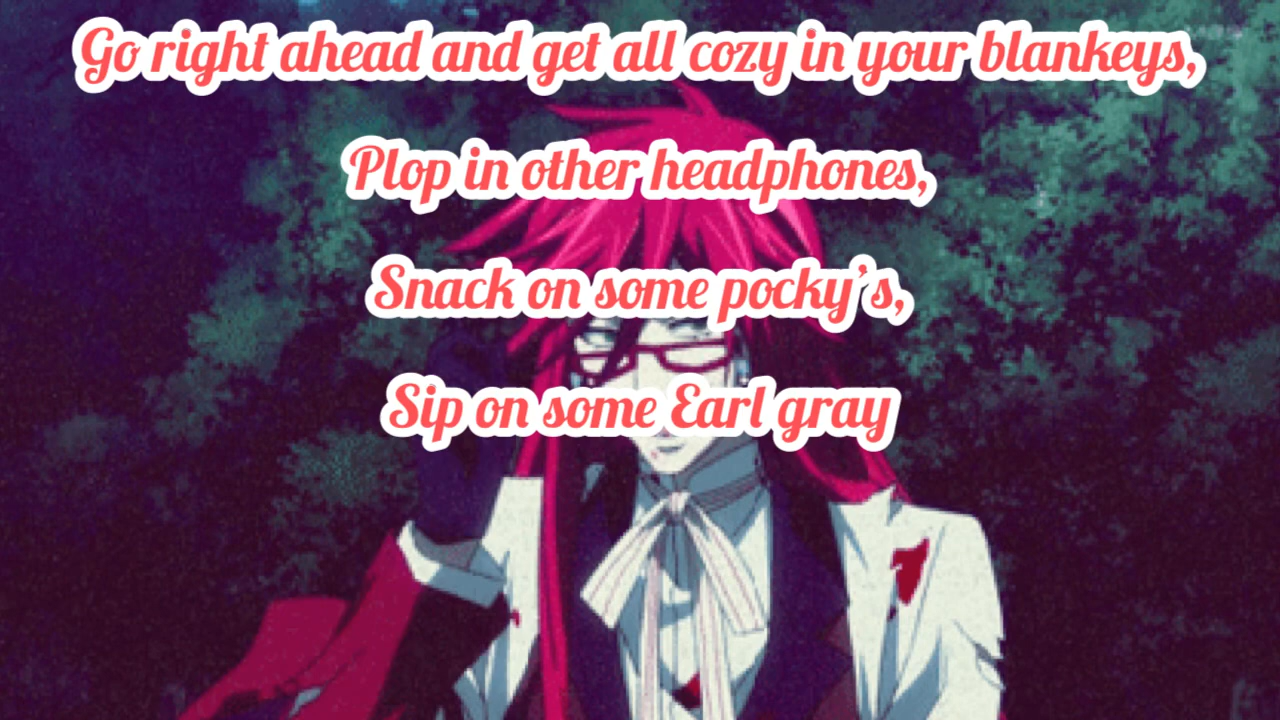 Go right ahead and get all cozy in your blankeys,
Plop in other headphones,
Snack on some pocky's,
Sip on some Earl gray